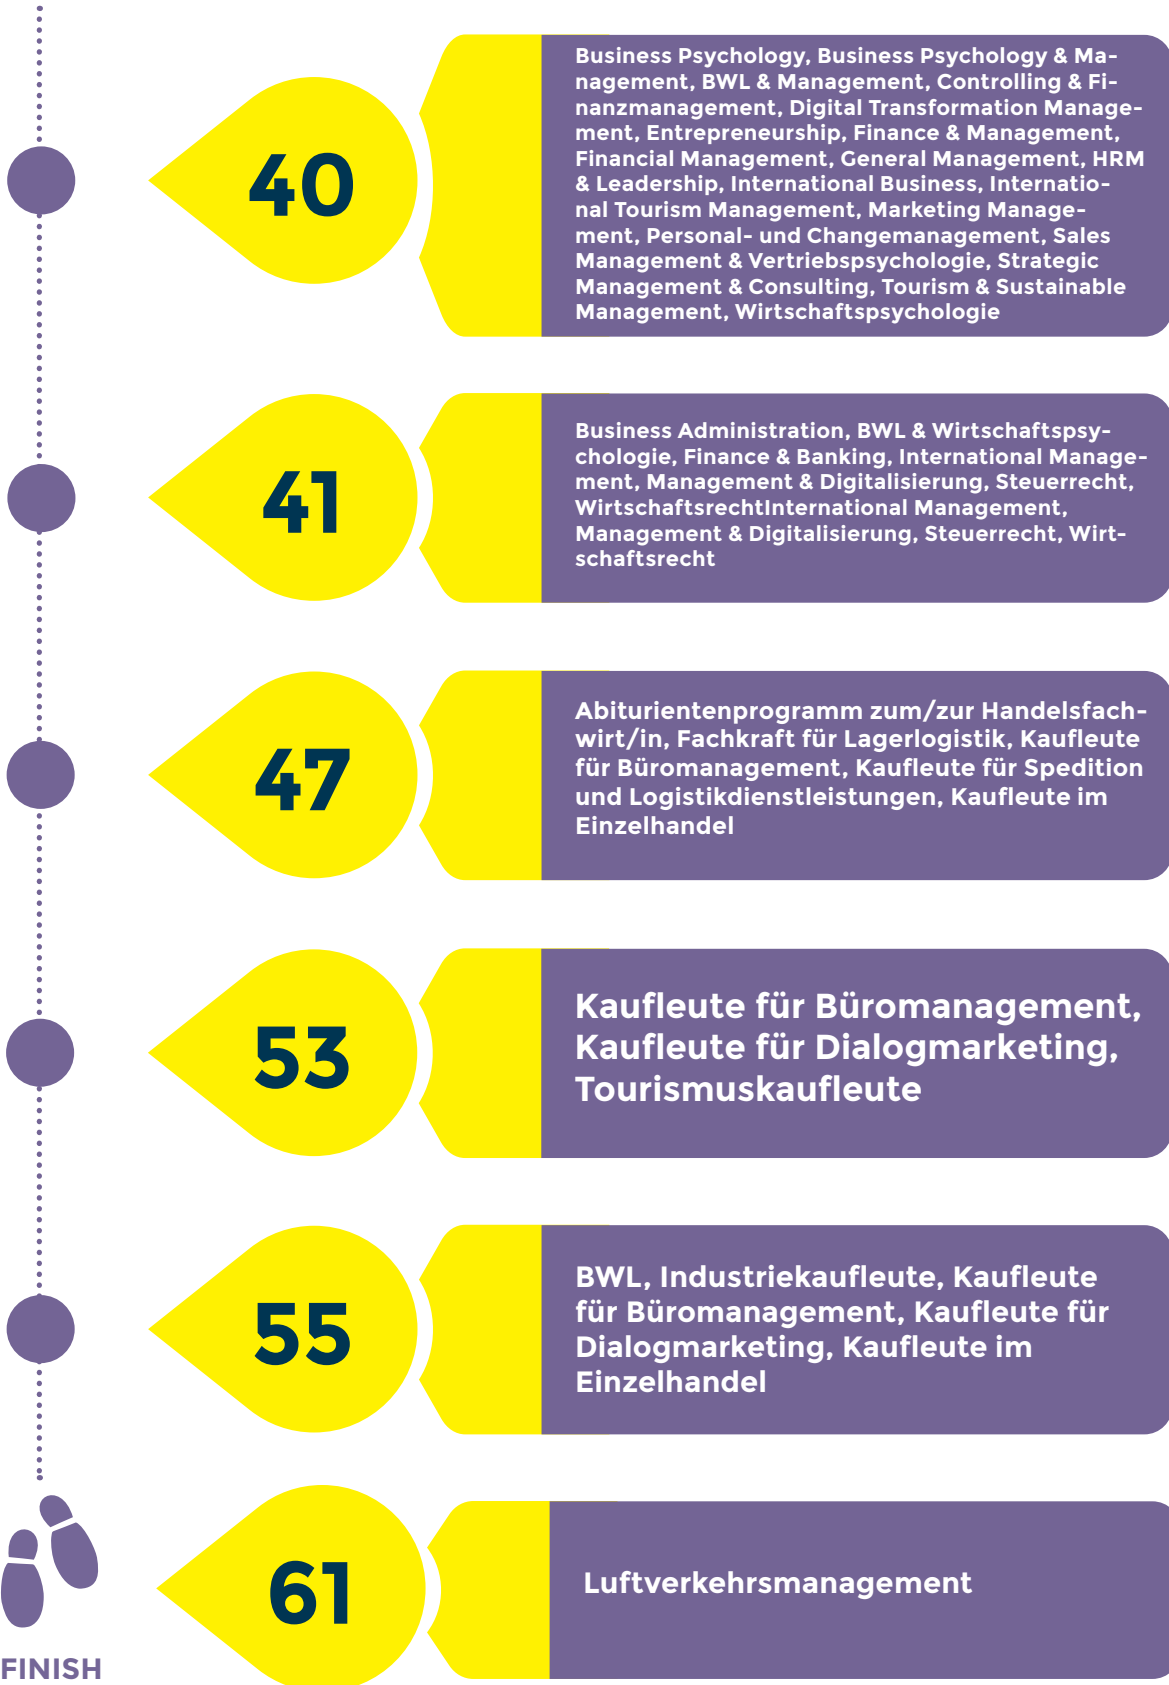 40
Business Psychology, Business Psychology & Ma-
nagement, BWL & Management, Controlling & Fi-
nanzmanagement, Digital Transformation Manage-
ment, Entrepreneurship, Finance & Management,
Financial Management, General Management, HRM
& Leadership, International Business, Internatio-
nal Tourism Management, Marketing Manage-
ment, Personal- und Changemanagement, Sales
Management & Vertriebspsychologie, Strategic
Management & Consulting, Tourism & Sustainable
Management, Wirtschaftspsychologie
41
Business Administration, BWL & Wirtschaftspsy-
chologie, Finance & Banking, International Manage-
ment, Management & Digitalisierung, Steuerrecht,
WirtschaftsrechtInternational Management,
Management & Digitalisierung, Steuerrecht, Wirt-
schaftsrecht
47
Abiturientenprogramm zum/zur Handelsfach-
wirt/in, Fachkraft für Lagerlogistik, Kaufleute
für Büromanagement, Kaufleute für Spedition
und Logistikdienstleistungen, Kaufleute im
Einzelhandel
53
Kaufleute für Büromanagement,
Kaufleute für Dialogmarketing,
Tourismuskaufleute
55
BWL, Industriekaufleute, Kaufleute
für Büromanagement, Kaufleute für
Dialogmarketing, Kaufleute im
Einzelhandel
61
Luftverkehrsmanagement
FINISH